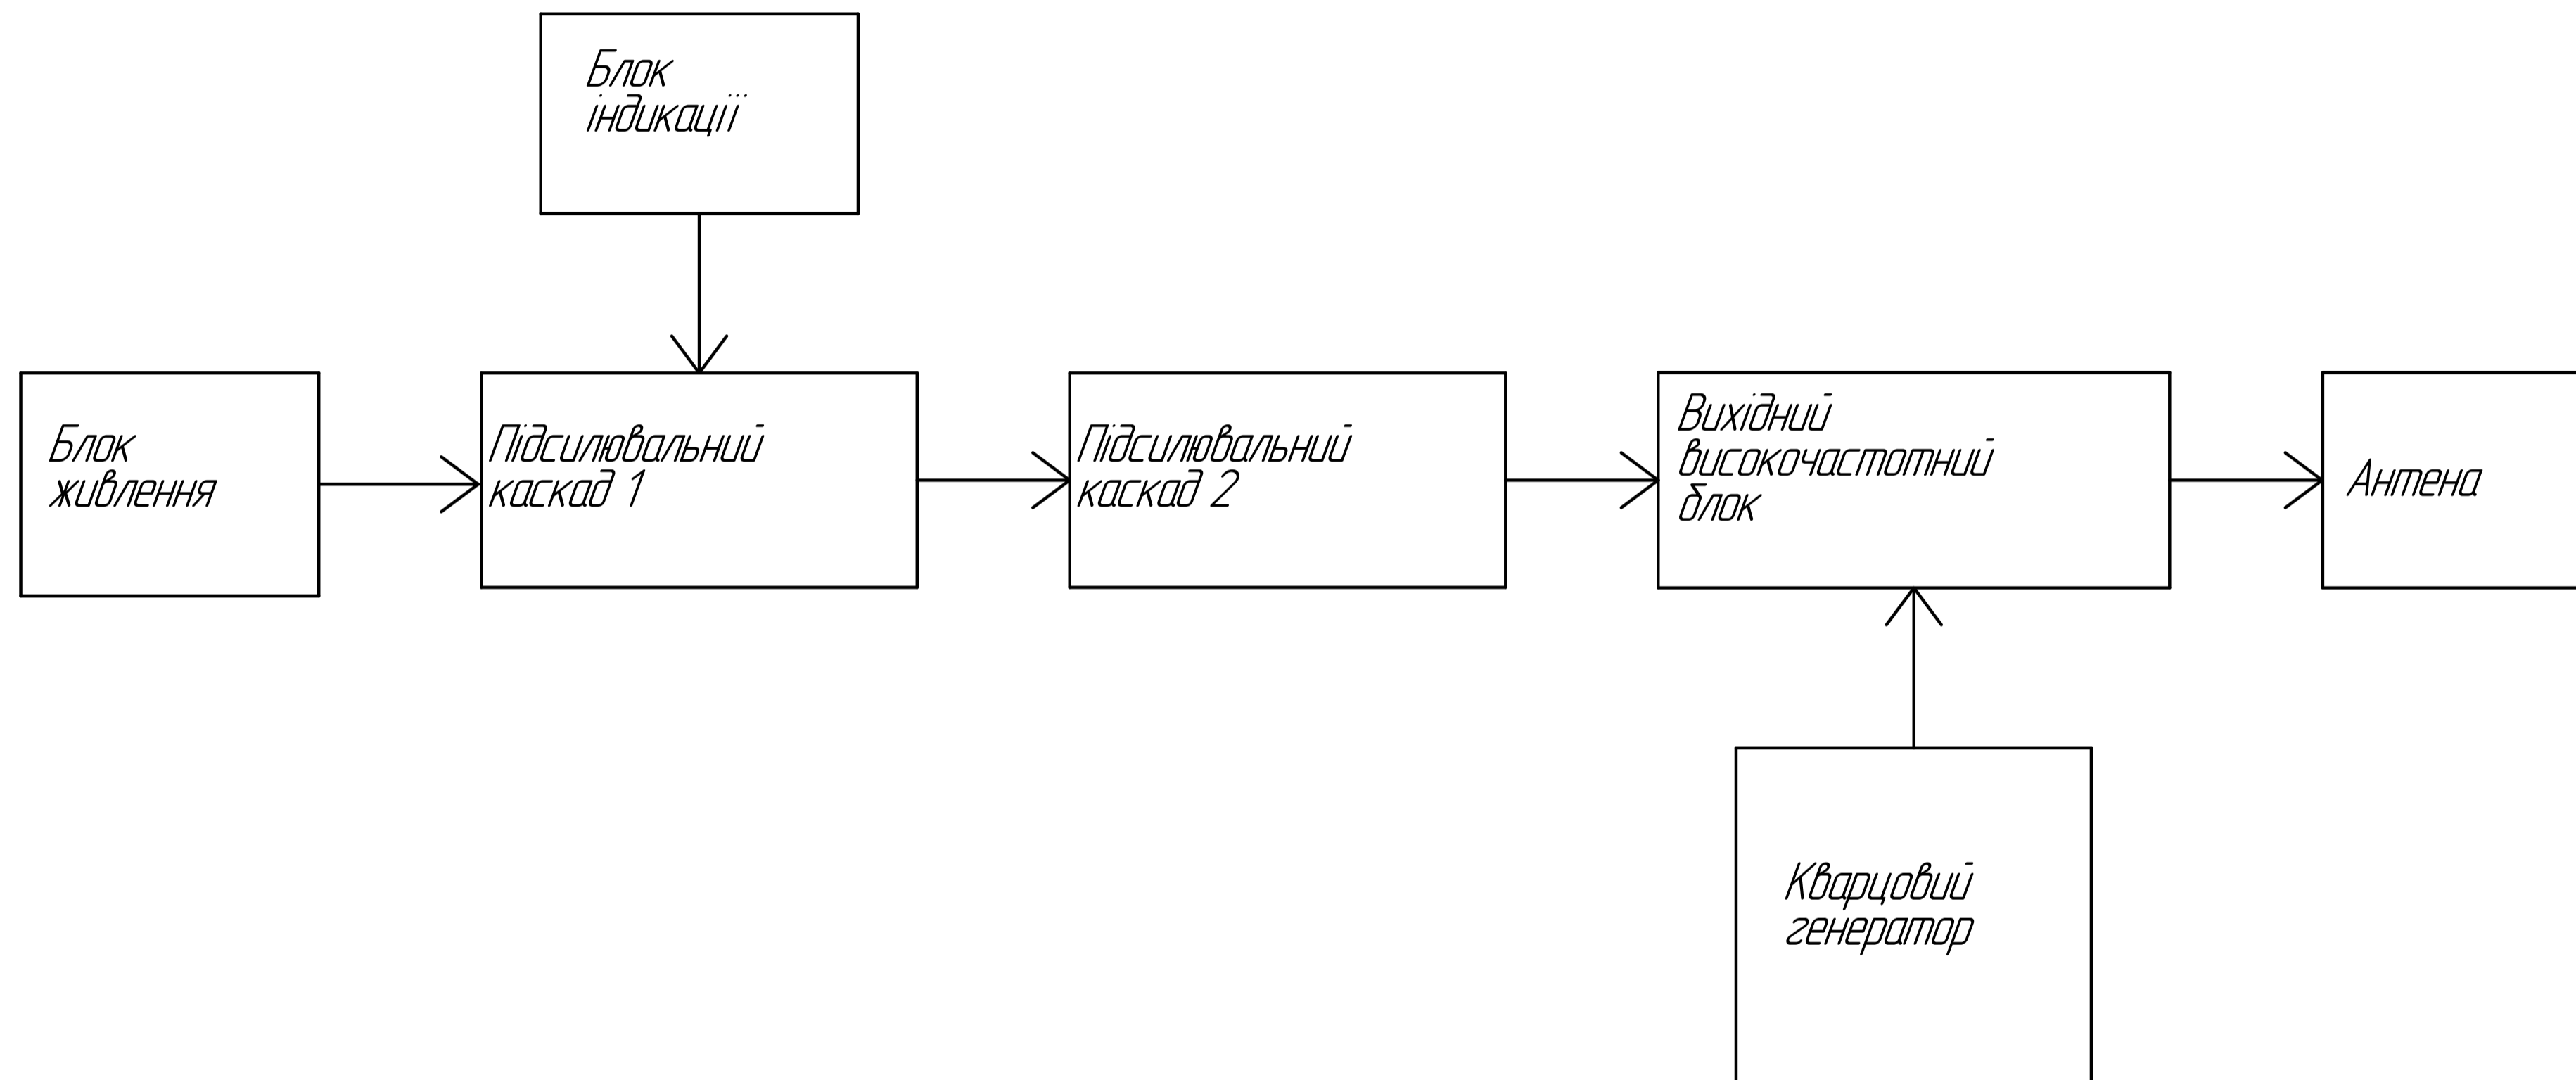 Блок
індикації
Блок
живлення
Підсилювальний
каскад 1
Підсилювальний
каскад 2
Вихідний
високочастотний
блок
Антена
Кварцовий
генератор